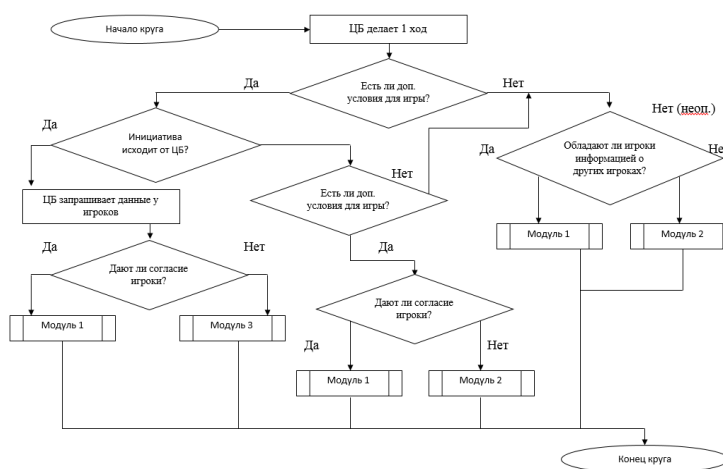 Начало круга
ЦБ делает 1 ход
Да
Есть ли доп.
условия для игры?
Нет
Нет (неоп.)
Да
Инициатива
исходит от ЦБ?
Нет
Да
Обладают ли игроки
информацией о
других игроках?
Не
Есть ли доп.
условия для игры?
ЦБ запрашивает данные у
игроков
Модуль 1
Модуль 2
Да
Нет
Да
Дают ли согласие
игроки?
Дают ли согласие
игроки?
Модуль 1
Модуль 3
Да
Нет
Модуль 1
Модуль 2
Конец круга